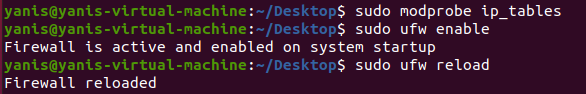 yanis@yanis-virtual-machine:~/Desktop$ sudo modprobe ip_tables
yanis@yanis-virtual-machine:~/Desktop$ sudo ufw enable
Firewall is active and enabled on system startup
yanis@yanis-virtual-machine:~/Desktop$ sudo ufw reload
Firewall reloaded